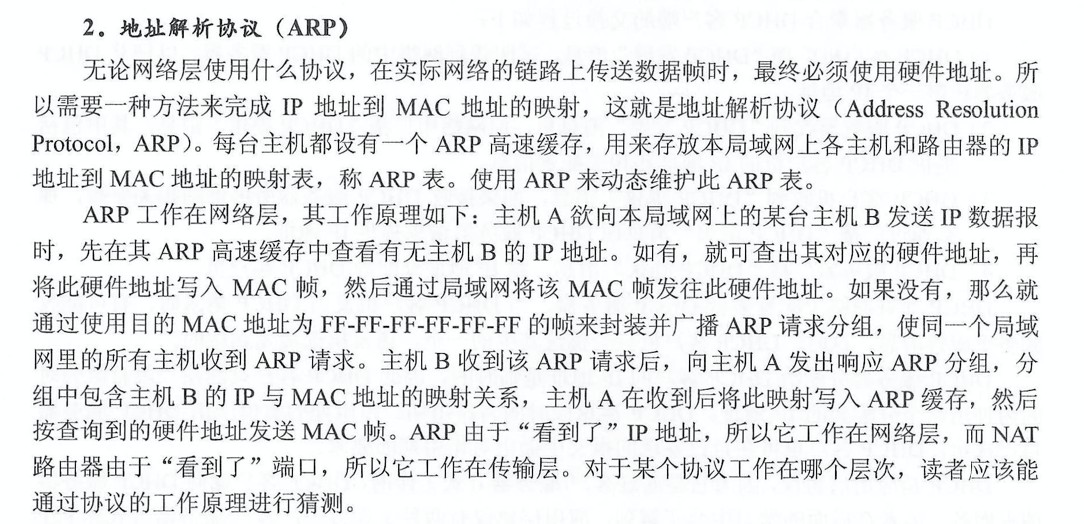 2。地址解析协议（ARP）
无论网络层使用什么协议，在实际网络的链路上传送数据帧时，最终必须使用硬件地址。所
以需要一种方法来完成 IP 地址到 MAC 地址的映射，这就是地址解析协议（Address Resolution
Protocol，ARP）。每台主机都设有一个 ARP 高速缓存，用来存放本局域网上各主机和路由器的 IP
地址到 MAC 地址的映射表，称 ARP 表。使用 ARP 来动态维护此 ARP 表。
ARP 工作在网络层，其工作原理如下：主机 A 欲向本局域网上的某台主机 B 发送 IP 数据报
时，先在其 ARP 高速缓存中查看有无主机 B 的 IP 地址。如有，就可查出其对应的硬件地址，再
将此硬件地址写入 MAC 帧，然后通过局域网将该 MAC 帧发往此硬件地址。如果没有，那么就
通过使用目的 MAC 地址为 FF-FF-FF-FF-FF-FF 的帧来封装并广播 ARP 请求分组，使同一个局域
网里的所有主机收到 ARP 请求。主机 B 收到该 ARP 请求后，向主机 A 发出响应 ARP 分组，分
组中包含主机 B 的 IP 与 MAC 地址的映射关系，主机 A 在收到后将此映射写入 ARP 缓存，然后
按查询到的硬件地址发送 MAC 帧。ARP 由于“看到了”IP 地址，所以它工作在网络层，而 NAT
路由器由于“看到了”端口，所以它工作在传输层。对于某个协议工作在哪个层次，读者应该能
通过协议的工作原理进行猜测。